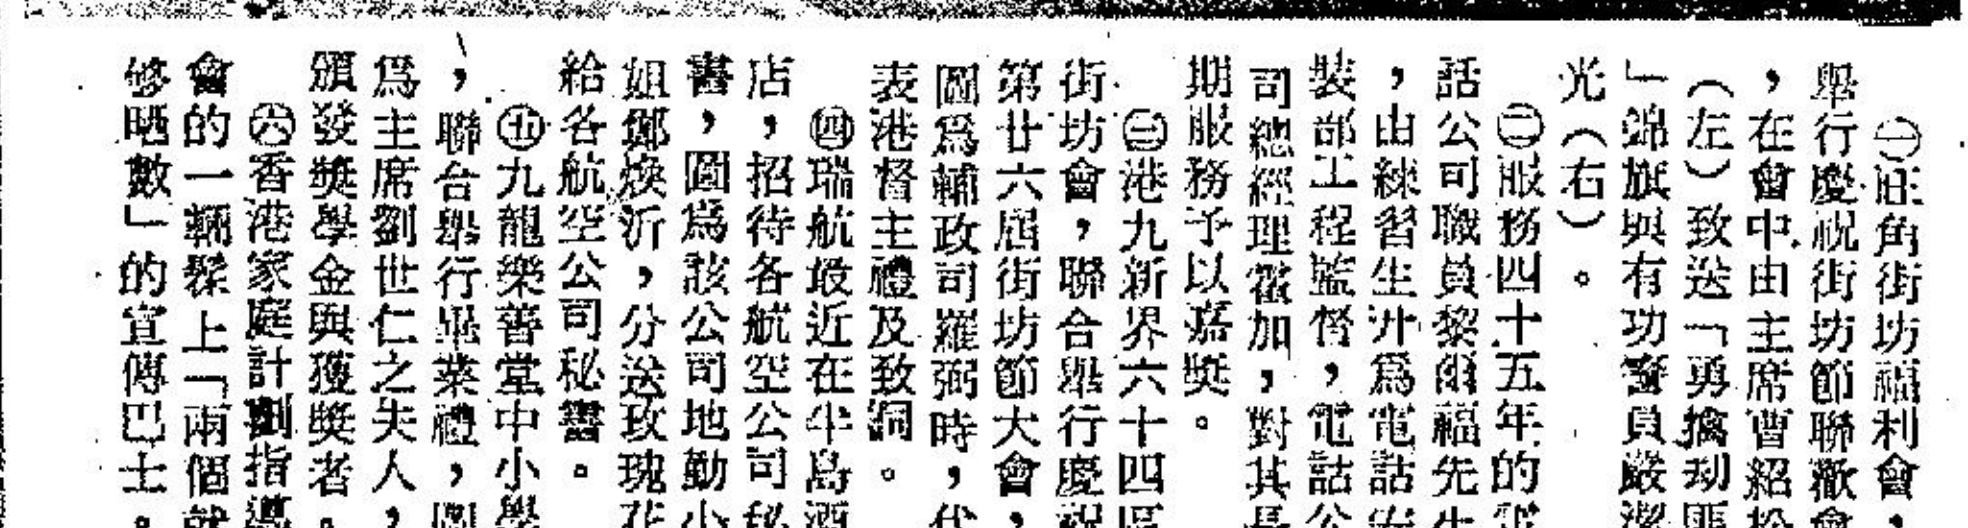 ㊀旺角街坊福利會，
舉行慶祝街坊節聯歡會
，在會中由主席曹紹松
（左）致送「勇擒刧匪
」錦旗與有功警員嚴潔
光（右）。
㊁服務四十五年的電
話公司職員黎爾福先生
，由練習生升爲電話安
裝部工程監督，電話公
司總經理霍加，對其長
期服務予以嘉奬。
㊂港九新界六十四區
街坊會，聯合舉行慶祝
第廿六屆街坊節大會，
圖爲輔政司羅弼時，代
表港督主禮及致詞。
㊃瑞航最近在半島酒
店，招待各航空公司秘
書，圖爲該公司地勤小
姐鄭煥沂，分送玫瑰花
給各航空公司秘書。
㊄九龍樂善堂中小學
，聯合舉行畢業禮，圖
爲主席劉世仁之夫人，
頒發奬學金與獲奬者。
㊅香港家庭計劃指導
會的一輛髹上「兩個就
够晒數」的宣傳巴士。